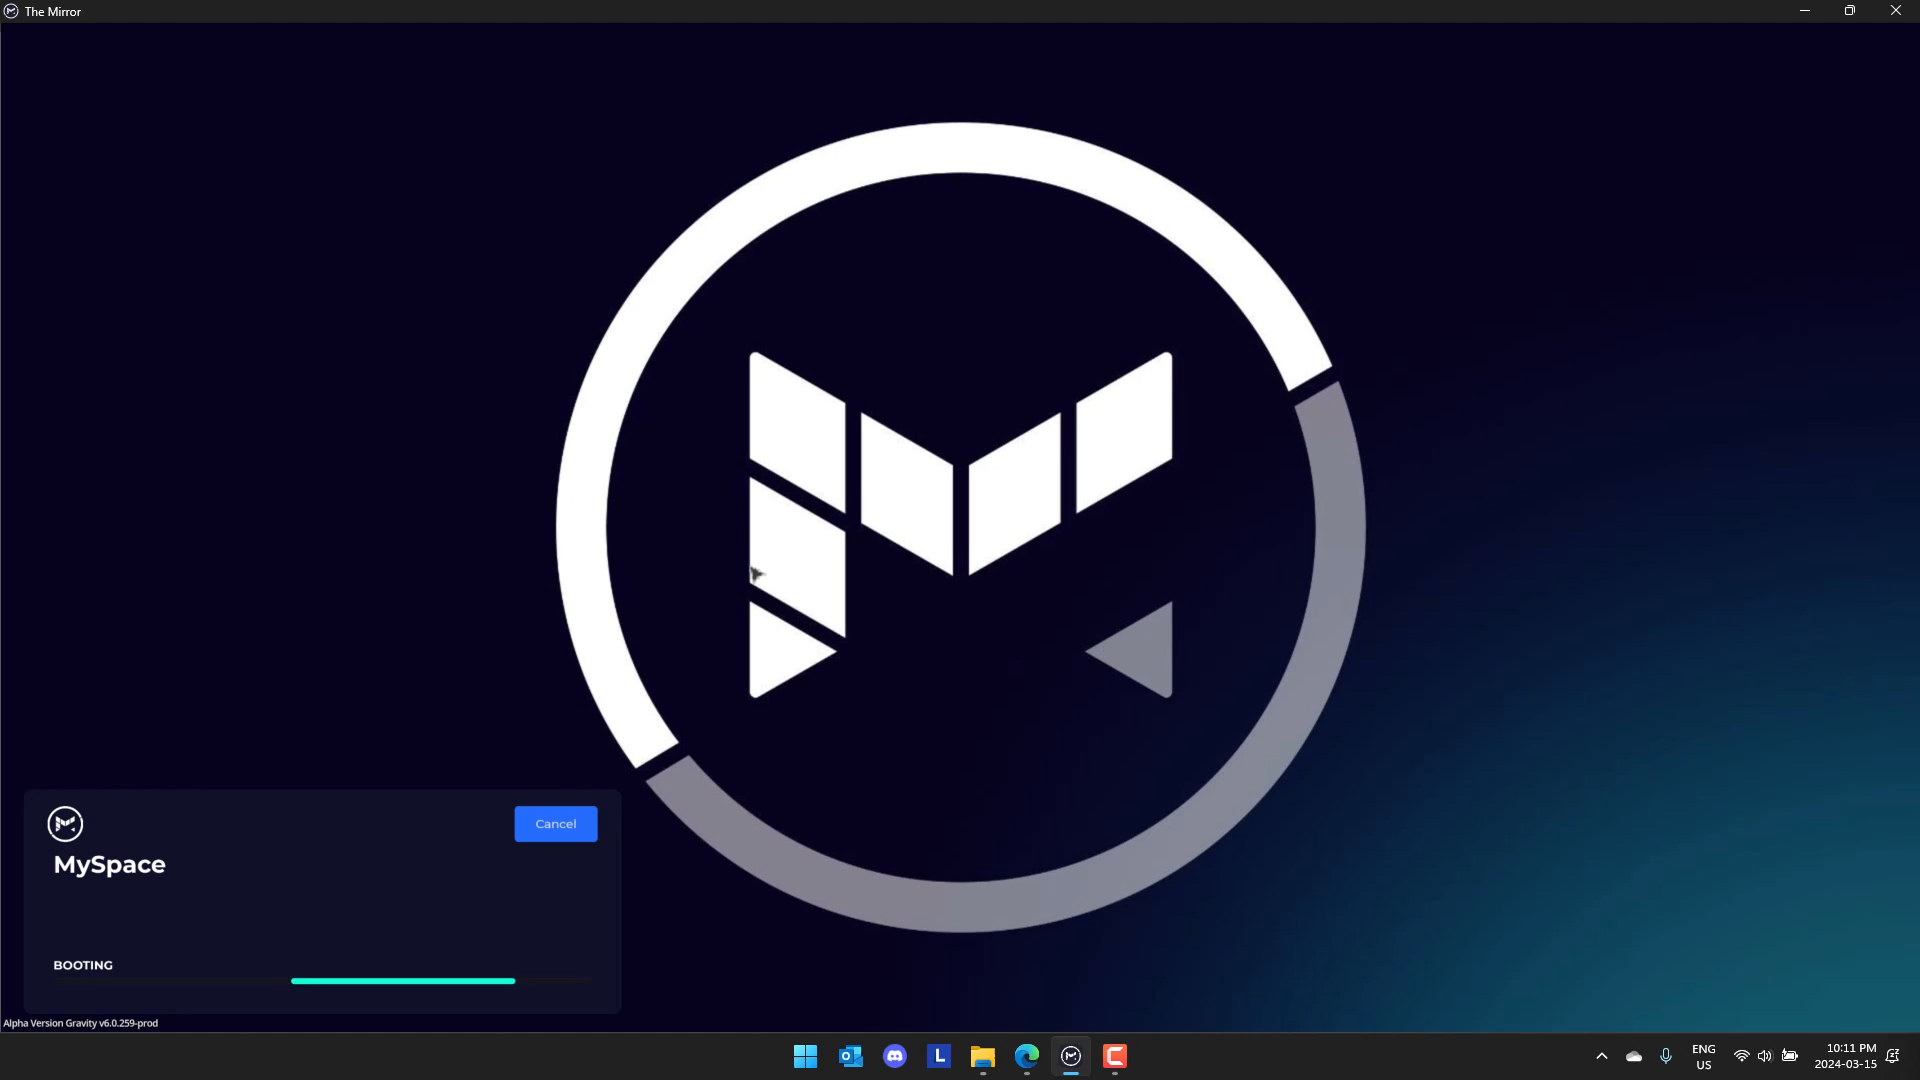 The Mirror
Cancel
MySpace
BOOTING
Alpha Version Gravity v6.0.259-prod
L
ENG
US
10:11 PM
2024-03-15